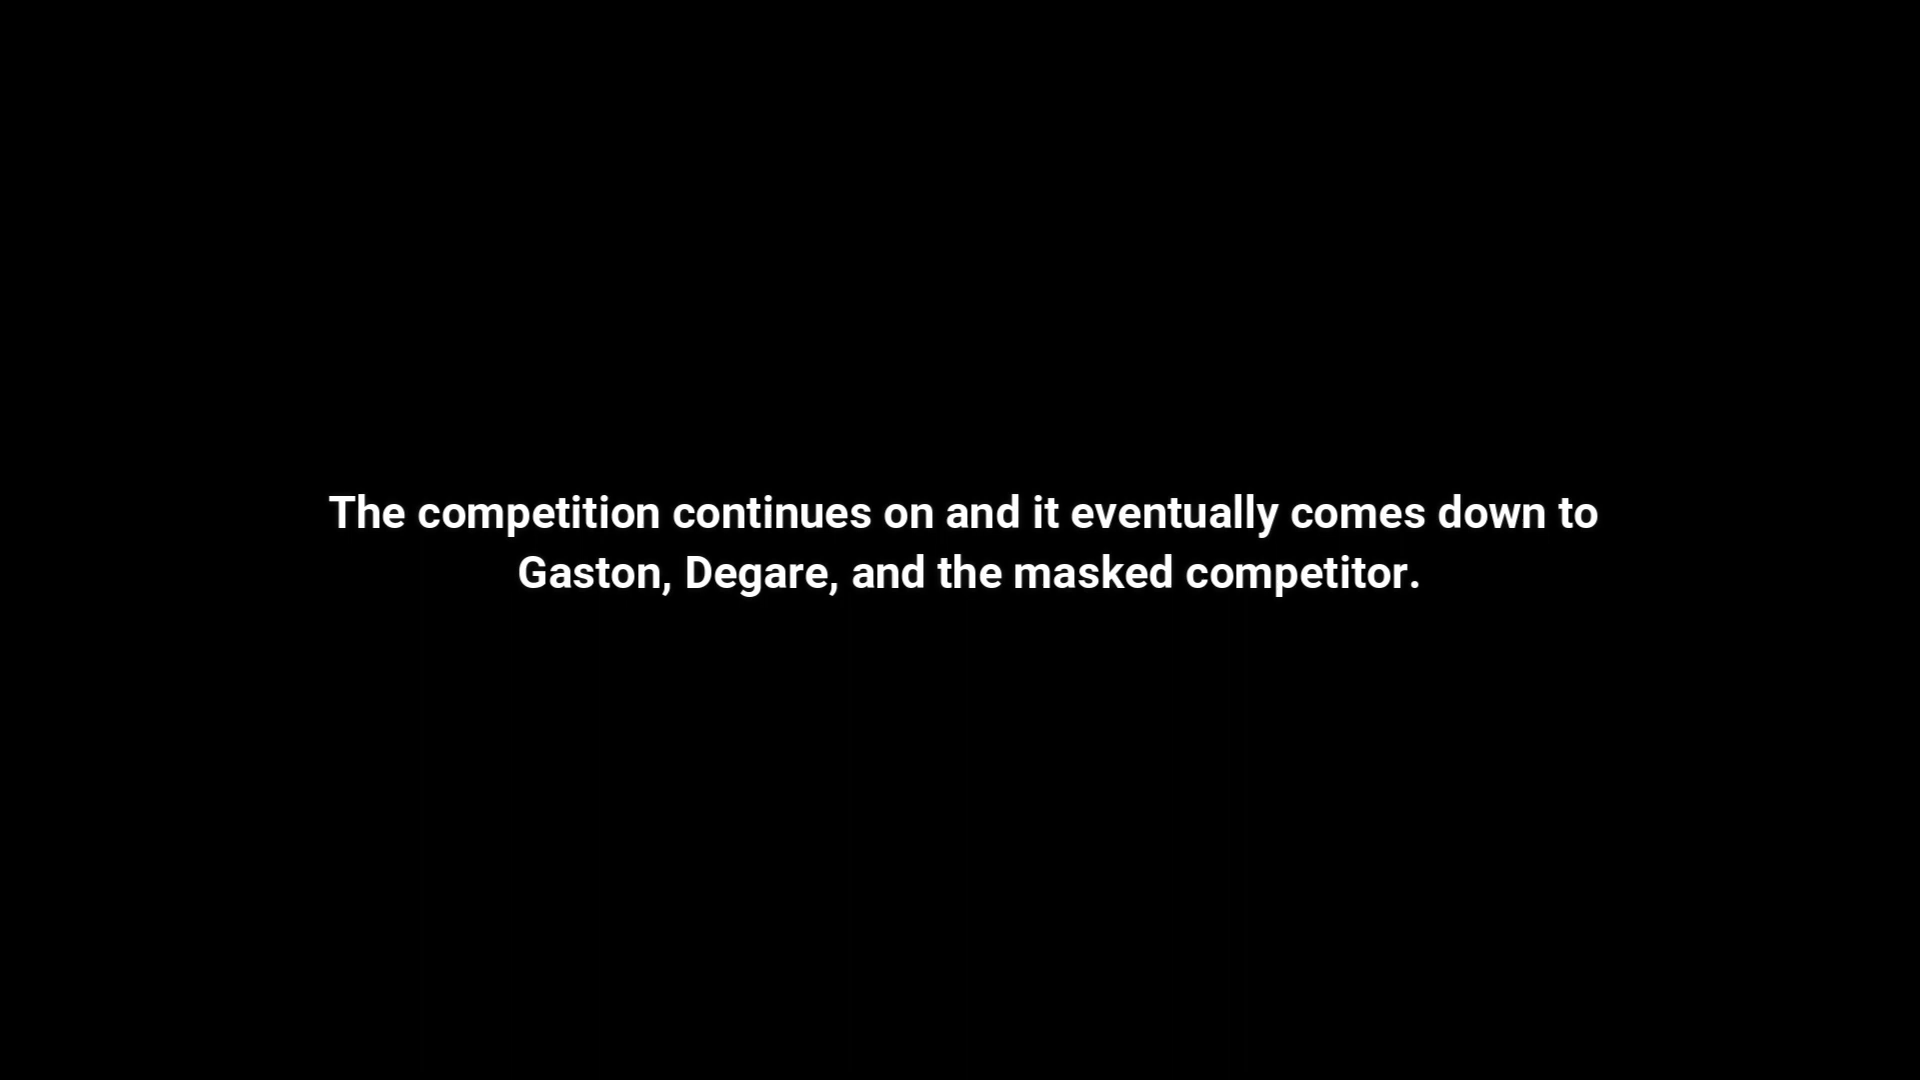 The competition continues on and it eventually comes down to
Gaston, Degare, and the masked competitor.